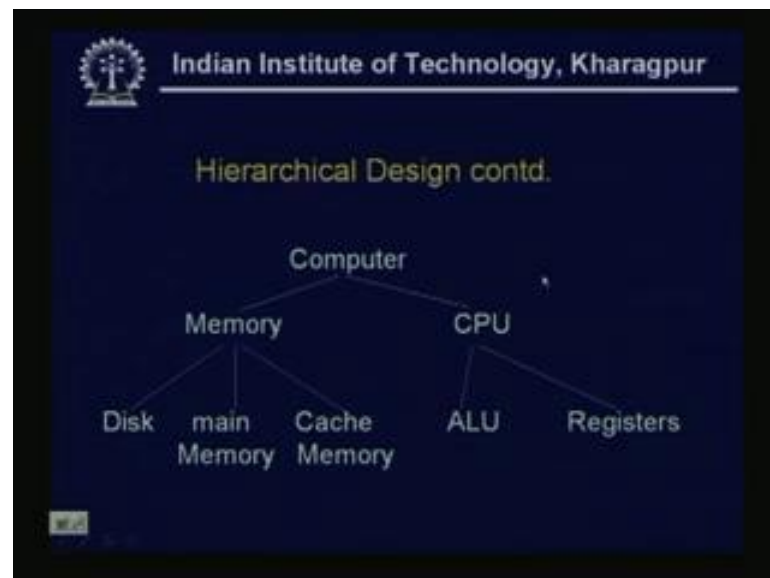 Indian Institute of Technology, Kharagpur
Hierarchical Design contd.
Computer
Memory CPU
Disk main Cache ALU Registers
Memory Memory